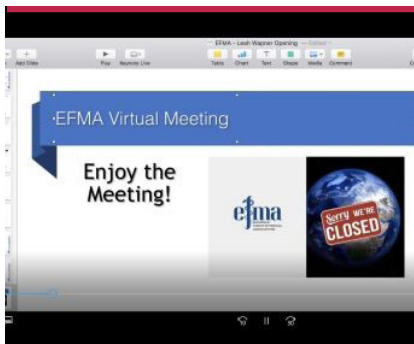 EFMA - Leah Wagner Opening — Edited
Add Slide
Play
Keynote Live
Table
Chart
Text
Shape
Media
Comment
EFMA Virtual Meeting
Enjoy the
Meeting!
efma
Sorry WE'RE
CLOSED